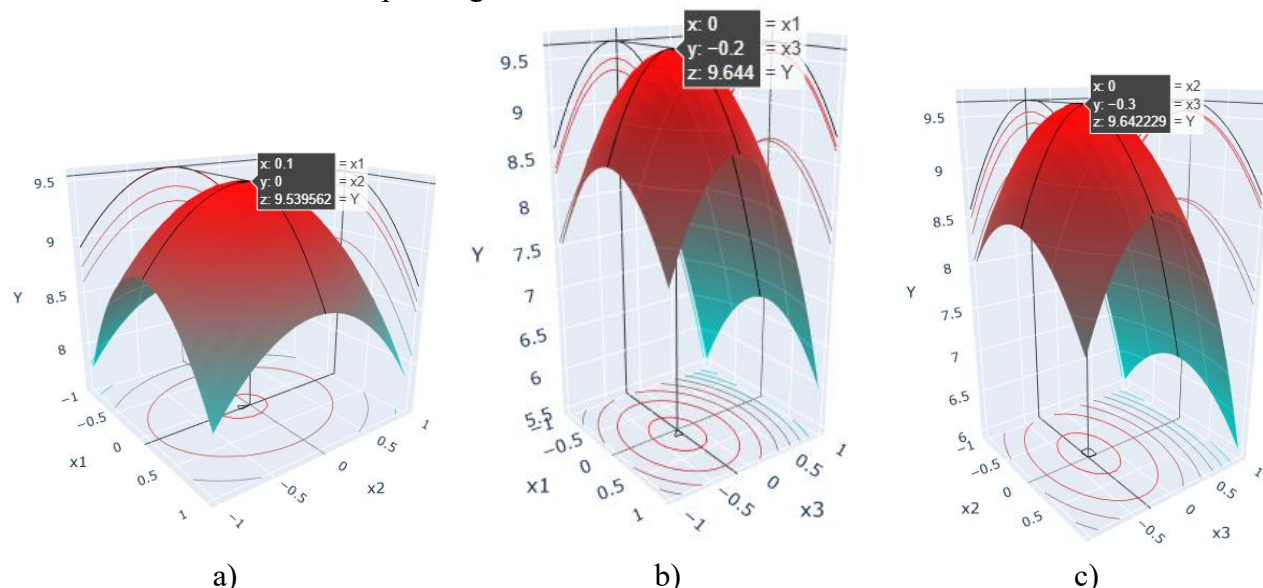 x: 0.1 = x1
y: 0 = x2
z: 9.539562 = Y
9.5
9
8.5
8
Y
−1
−0.5
0
0.5
1
x1
−1
−0.5
0
0.5
1
x2
a)
x: 0 = x1
y: −0.2 = x3
z: 9.644 = Y
9.5
9
8.5
8
7.5
7
6.5
6
5.5
Y
−1
−0.5
0
0.5
1
x1
−1
−0.5
0
0.5
1
x3
b)
x: 0 = x2
y: −0.3 = x3
z: 9.642229 = Y
9.5
9
8.5
8
7.5
7
6.5
6
Y
−1
−0.5
0
0.5
x2
−0.5
0
0.5
1
x3
c)